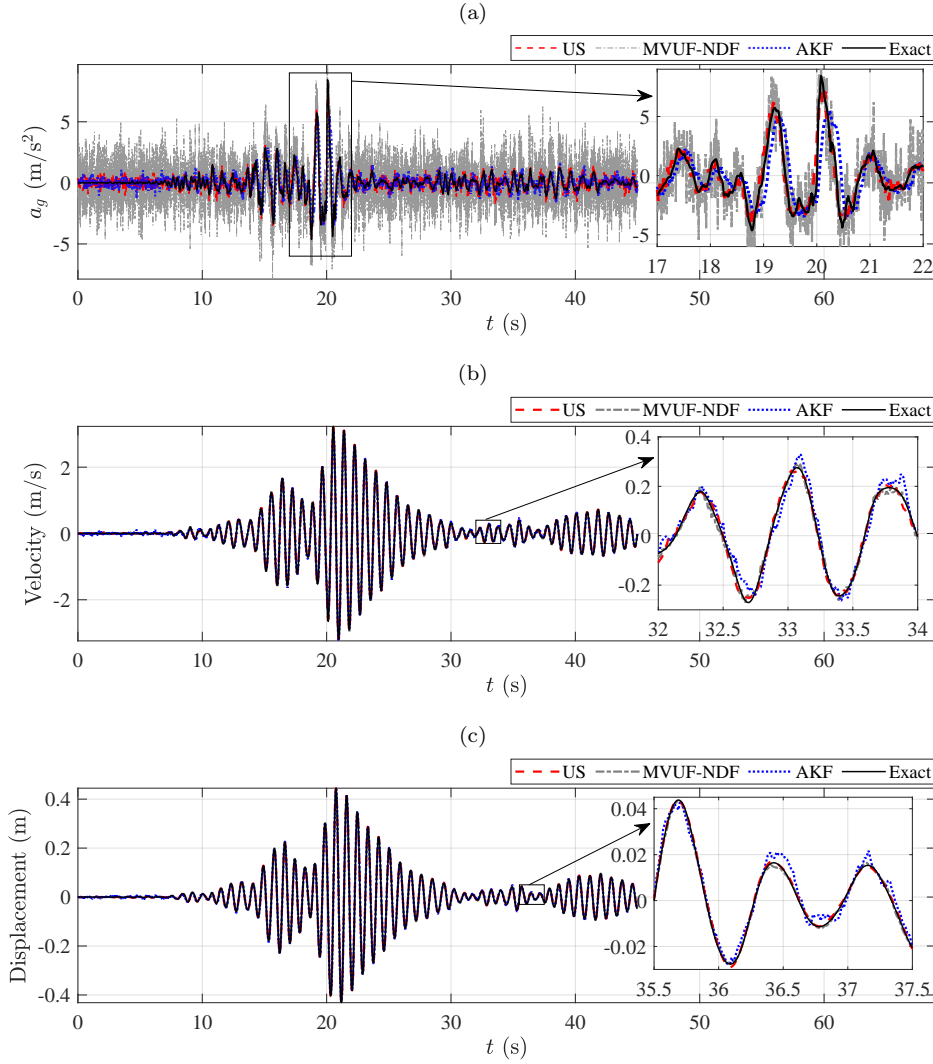 (a)
US MVUF-NDF AKF Exact
a_g (m/s²)
5
0
-5
5
0
-5
17 18 19 20 21 22
0 10 20 30 40 50 60
t (s)
(b)
US MVUF-NDF AKF Exact
Velocity (m/s)
2
0
-2
0.4
0.2
0
-0.2
32 32.5 33 33.5 34
0 10 20 30 40 50 60
t (s)
(c)
US MVUF-NDF AKF Exact
Displacement (m)
0.4
0.2
0
-0.2
-0.4
0.04
0.02
0
-0.02
35.5 36 36.5 37 37.5
0 10 20 30 40 50 60
t (s)